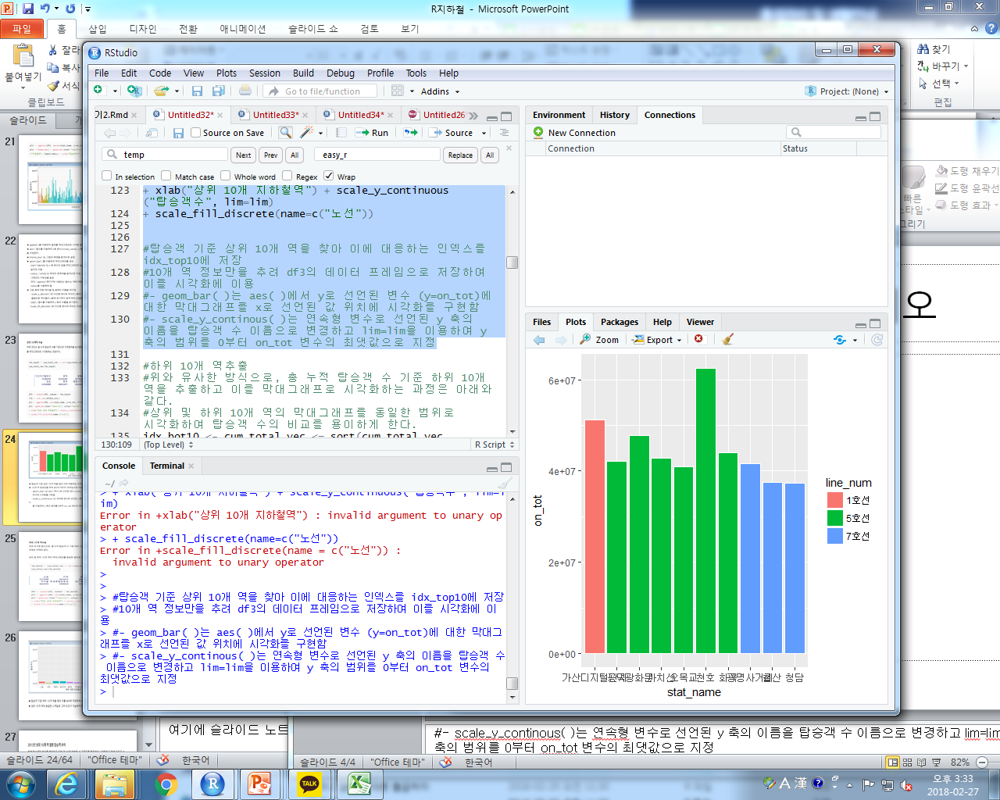 R지하철 - Microsoft PowerPoint
파일 홈 삽입 디자인 전환 애니메이션 슬라이드 쇼 검토 보기
붙여넣기
잘라
복사
서식
클립보드
찾기
바꾸기
선택
편집
슬라이드
RStudio
File Edit Code View Plots Session Build Debug Profile Tools Help
Go to file/function
Addins
Project: (None)
기2.Rmd Untitled32* Untitled33* Untitled34* Untitled26
Source on Save Run Source
temp Next Prev All easy_r Replace All
In selection Match case Whole word Regex Wrap
123 + xlab("상위 10개 지하철역") + scale_y_continuous
("탑승객수", lim=lim)
124 + scale_fill_discrete(name=c("노선"))
125
126
127 #탑승객 기준 상위 10개 역을 찾아 이에 대응하는 인덱스를
idx_top10에 저장
128 #10개 역 정보만을 추려 df3의 데이터 프레임으로 저장하여
이를 시각화에 이용
129 #- geom_bar( )는 aes( )에서 y로 선언된 변수 (y=on_tot)에
대한 막대그래프를 x로 선언된 값 위치에 시각화를 구현함
130 #- scale_y_continous( )는 연속형 변수로 선언된 y 축의
이름을 탑승객 수 이름으로 변경하고 lim=lim을 이용하여 y
축의 범위를 0부터 on_tot 변수의 최댓값으로 지정
131
132 #하위 10개 역추출
133 #위와 유사한 방식으로, 총 누적 탑승객 수 기준 하위 10개
역을 추출하고 이를 막대그래프로 시각화하는 과정은 아래와
같다.
134 #상위 및 하위 10개 역의 막대그래프를 동일한 범위로
시각화하여 탑승객 수의 비교를 용이하게 한다.
135 idx_bot10 <- cum_total_vec <- sort(cum_total_vec
130:109 (Top Level) R Script
Console Terminal
~/
> + xlab("상위 10개 지하철역") + scale_y_continuous("탑승객수", lim=l
im)
Error in +xlab("상위 10개 지하철역") : invalid argument to unary op
erator
> + scale_fill_discrete(name=c("노선"))
Error in +scale_fill_discrete(name = c("노선")) :
invalid argument to unary operator
>
>
> #탑승객 기준 상위 10개 역을 찾아 이에 대응하는 인덱스를 idx_top10에 저장
> #10개 역 정보만을 추려 df3의 데이터 프레임으로 저장하여 이를 시각화에 이
용
> #- geom_bar( )는 aes( )에서 y로 선언된 변수 (y=on_tot)에 대한 막대그
래프를 x로 선언된 값 위치에 시각화를 구현함
> #- scale_y_continous( )는 연속형 변수로 선언된 y 축의 이름을 탑승객 수
이름으로 변경하고 lim=lim을 이용하여 y 축의 범위를 0부터 on_tot 변수의
최댓값으로 지정
>
Environment History Connections
New Connection
Connection Status
Files Plots Packages Help Viewer
Zoom Export
6e+07
4e+07
2e+07
0e+00
on_tot
stat_name
line_num
1호선
5호선
7호선
빠른
스타일
도형 채우기
도형 윤곽선
도형 효과
그리기
오
21
22
23
24
25
26
27
여기에 슬라이드 노트
#- scale_y_continous( )는 연속형 변수로 선언된 y 축의 이름을 탑승객 수 이름으로 변경하고 lim=lim
축의 범위를 0부터 on_tot 변수의 최댓값으로 지정
슬라이드 24/64 "Office 테마" 한국어
슬라이드 4/4 "Office 테마" 한국어
82%
TALK
A 漢
오후 3:33
2018-02-27